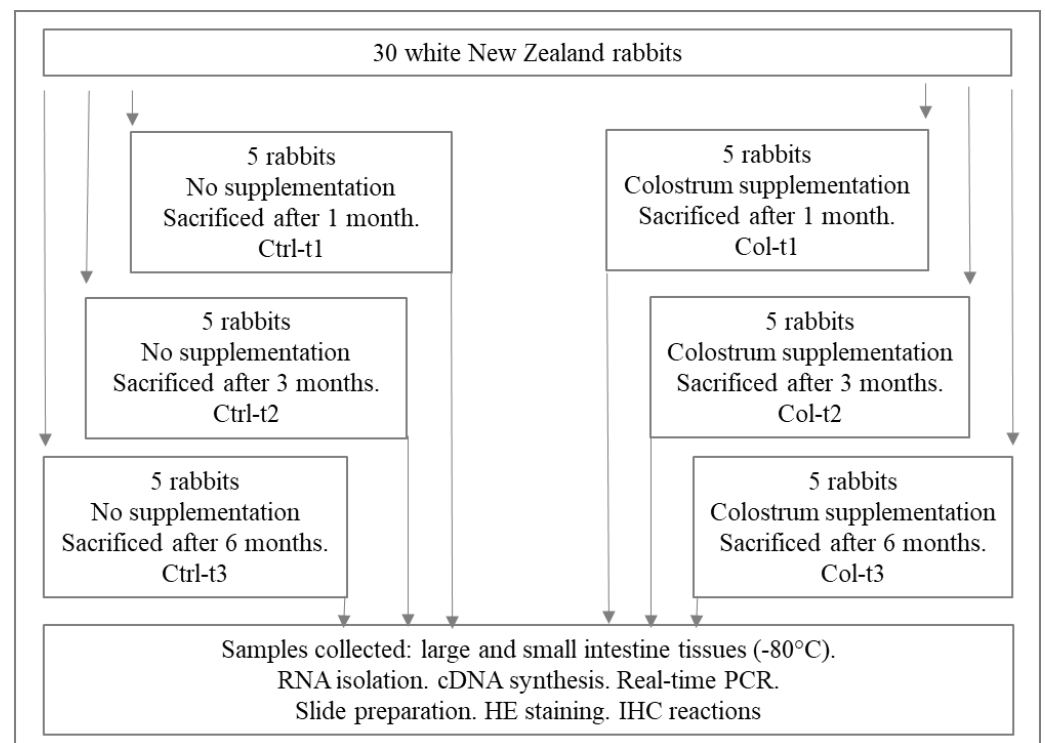 30 white New Zealand rabbits
5 rabbits
No supplementation
Sacrificed after 1 month.
Ctrl-t1
5 rabbits
Colostrum supplementation
Sacrificed after 1 month.
Col-t1
5 rabbits
No supplementation
Sacrificed after 3 months.
Ctrl-t2
5 rabbits
Colostrum supplementation
Sacrificed after 3 months.
Col-t2
5 rabbits
No supplementation
Sacrificed after 6 months.
Ctrl-t3
5 rabbits
Colostrum supplementation
Sacrificed after 6 months.
Col-t3
Samples collected: large and small intestine tissues (-80°C).
RNA isolation. cDNA synthesis. Real-time PCR.
Slide preparation. HE staining. IHC reactions